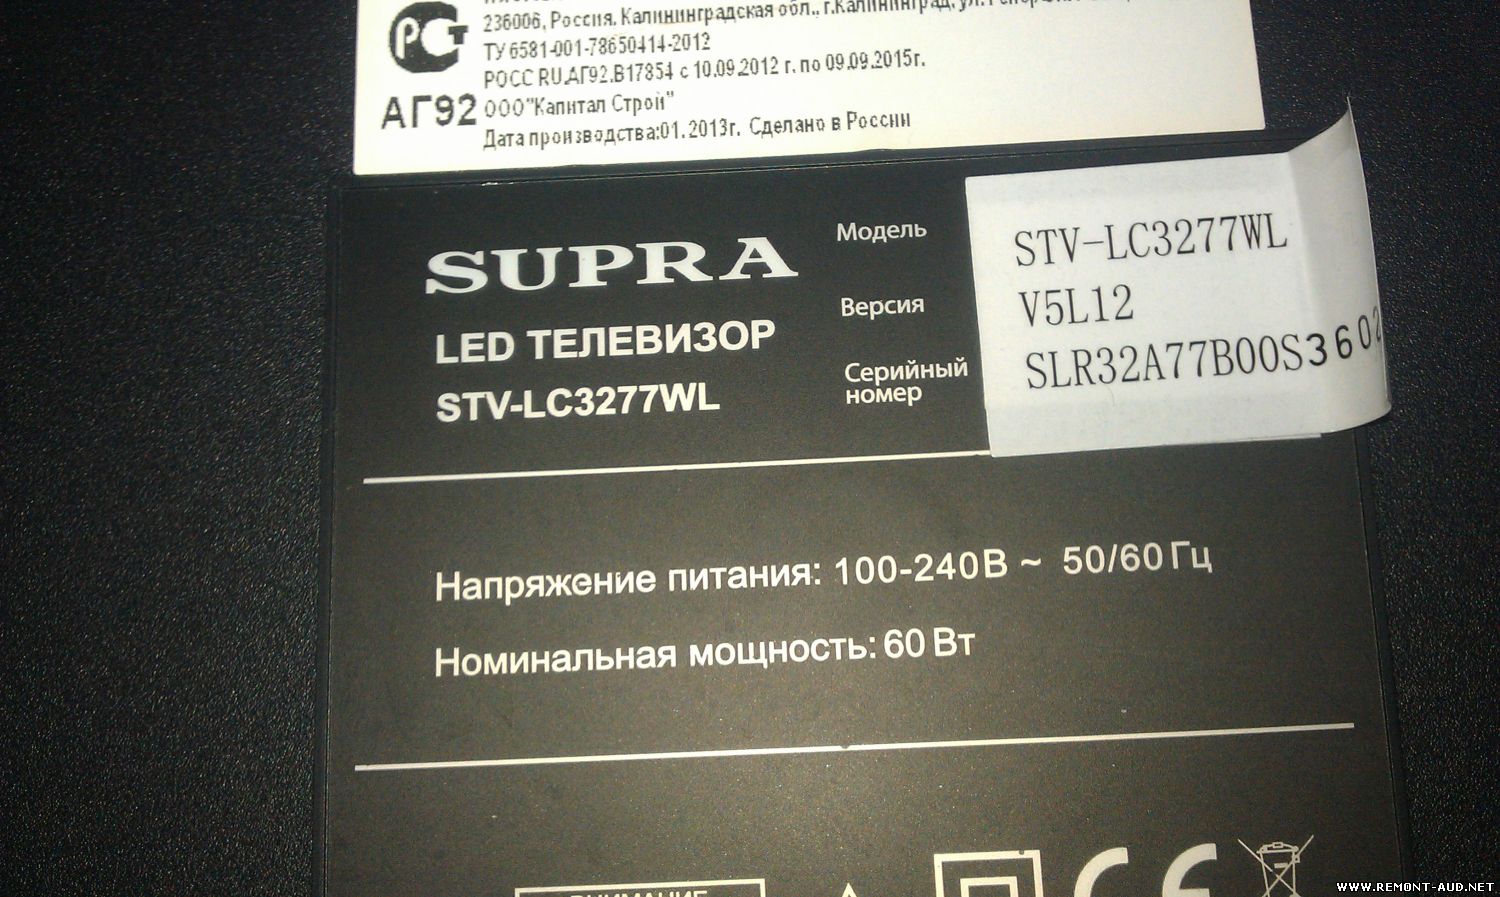 236006, Россия, Калининградская обл., г.Калининград, ул.
ТУ 6581-001-78650414-2012
РОСС RU.АГ92.В17854 с 10.09.2012 г. по 09.09.2015г.
АГ92 ООО"Капитал Строй"
Дата производства:01.2013г. Сделано в России
SUPRA
LED ТЕЛЕВИЗОР
STV-LC3277WL
Модель STV-LC3277WL
Версия V5L12
Серийный номер SLR32A77B00S3602
Напряжение питания: 100-240В ~ 50/60 Гц
Номинальная мощность: 60 Вт
ВНИМАНИЕ
CE
WWW.REMONT-AUD.NET